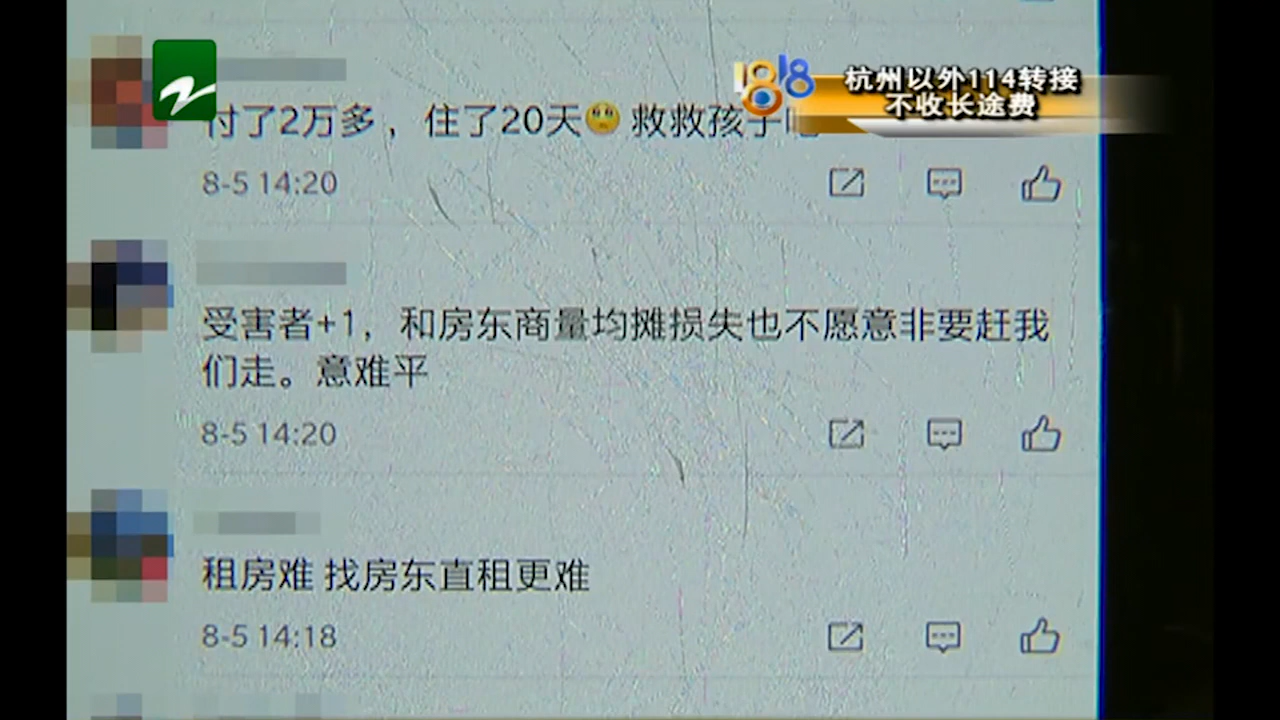 杭州以外114转接
不收长途费
付了2万多，住了20天 救救孩子吧
8-5 14:20
受害者+1，和房东商量均摊损失也不愿意非要赶我
们走。意难平
8-5 14:20
租房难 找房东直租更难
8-5 14:18
1818